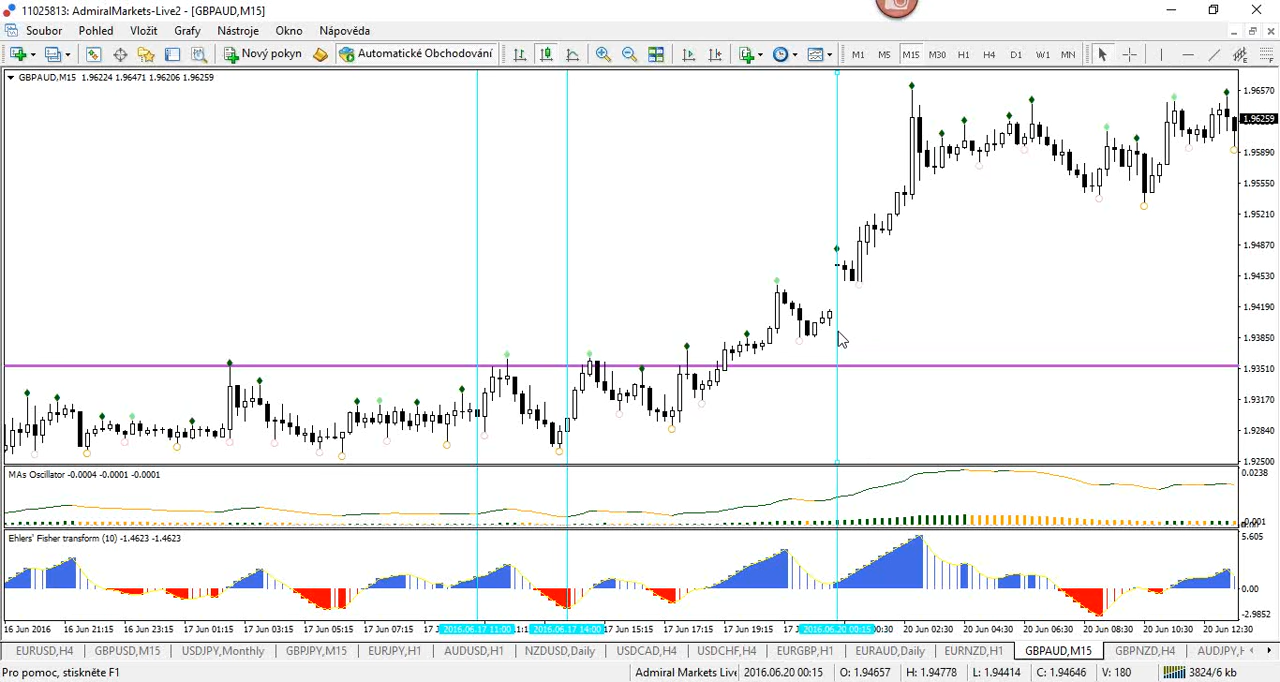 11025813: AdmiralMarkets-Live2 - [GBPAUD,M15]
Soubor Pohled Vložit Grafy Nástroje Okno Nápověda
Nový pokyn Automatické Obchodování M1 M5 M15 M30 H1 H4 D1 W1 MN
GBPAUD,M15 1.96224 1.96471 1.96206 1.96259
1.96570
1.96259
1.95890
1.95550
1.95210
1.94870
1.94530
1.94190
1.93850
1.93510
1.93170
1.92840
1.92500
MAs Oscillator -0.0004 -0.0001 -0.0001
0.0238
Ehlers' Fisher transform (10) -1.4623 -1.4623
5.605
0.00
-2.9852
16 Jun 2016 16 Jun 21:15 16 Jun 23:15 17 Jun 01:15 17 Jun 03:15 17 Jun 05:15 17 Jun 07:15 2016.06.17 11:00 2016.06.17 14:00 17 Jun 15:15 17 Jun 17:15 17 Jun 19:15 2016.06.20 00:15 20 Jun 02:30 20 Jun 04:30 20 Jun 06:30 20 Jun 08:30 20 Jun 10:30 20 Jun 12:30
EURUSD,H4 GBPUSD,M15 USDJPY,Monthly GBPJPY,M15 EURJPY,H1 AUDUSD,H1 NZDUSD,Daily USDCAD,H4 USDCHF,H4 EURGBP,H1 EURAUD,Daily EURNZD,H1 GBPAUD,M15 GBPNZD,H4
Pro pomoc, stiskněte F1 Admiral Markets Live 2016.06.20 00:15 O: 1.94657 H: 1.94778 L: 1.94414 C: 1.94646 V: 180 3824/6 kb